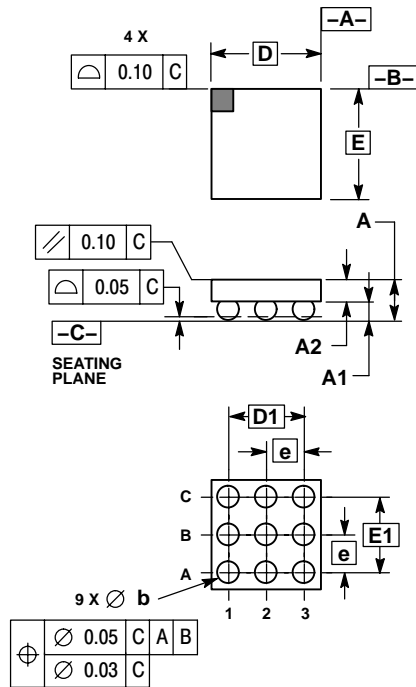 –A–
4 X
⌓ 0.10 C
D
–B–
E
A
⫽ 0.10 C
⌓ 0.05 C
–C–
SEATING
PLANE
A2
A1
D1
e
C
B
A
E1
e
9 X ∅ b
1 2 3
⌖ ∅ 0.05 C A B
∅ 0.03 C